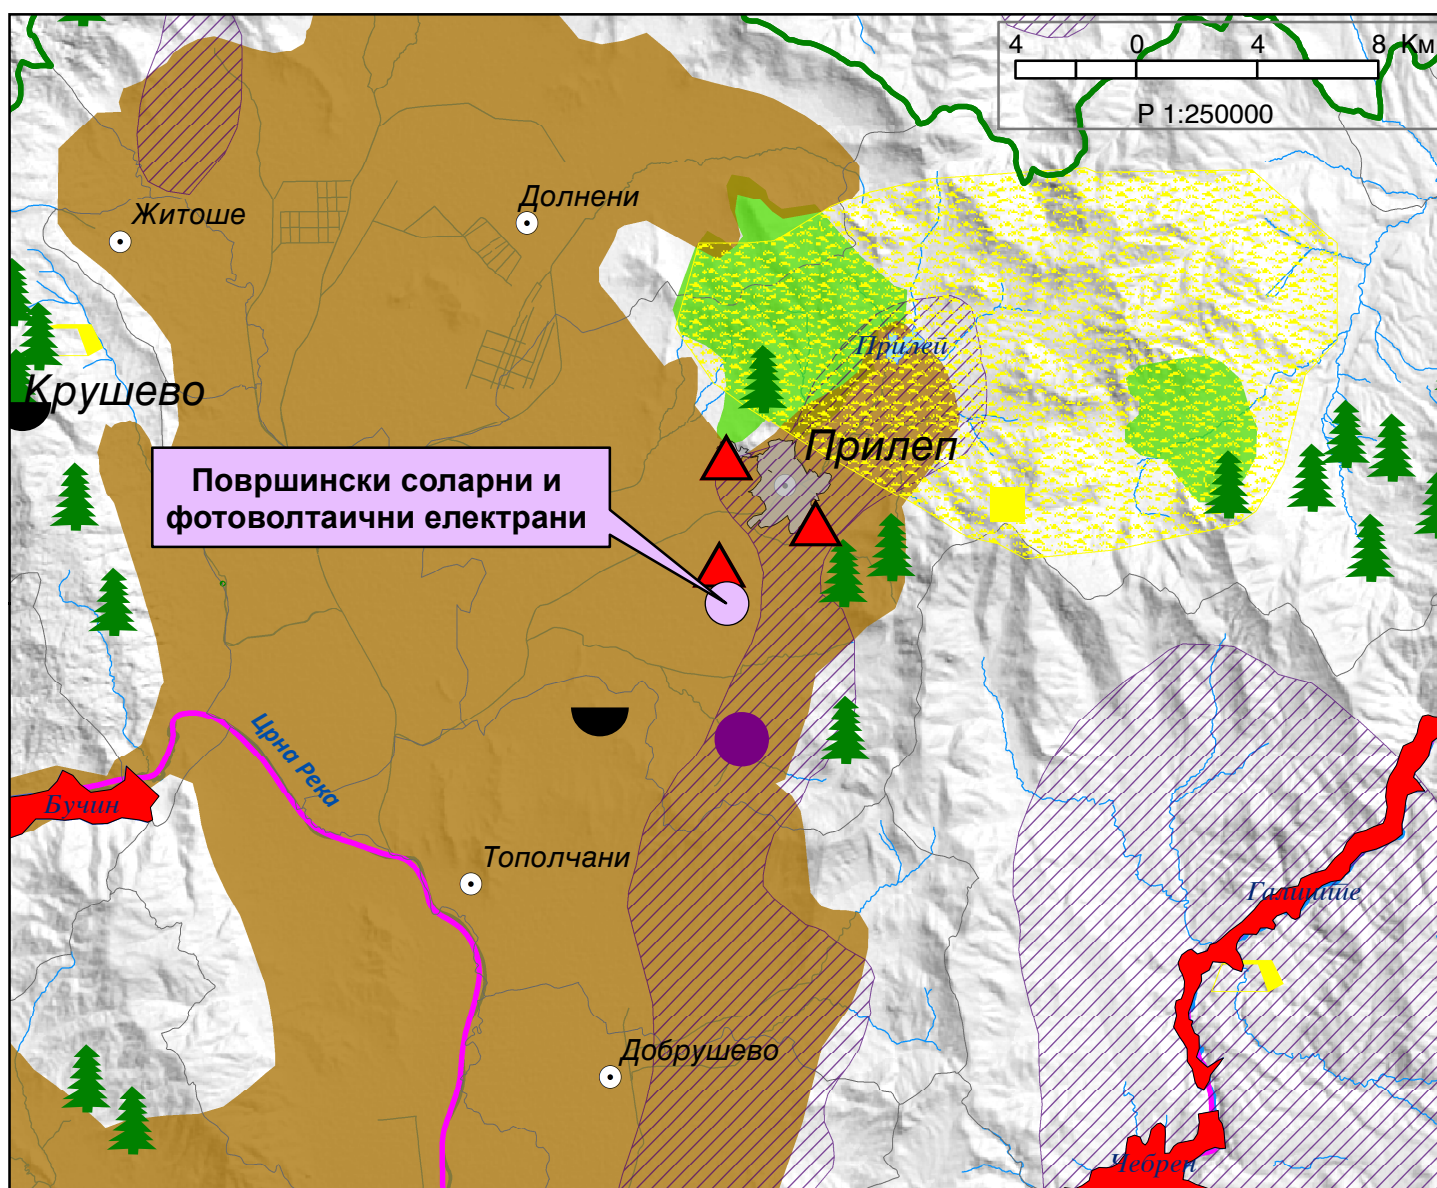 4 0 4 8 Км
Р 1:250000
Житоше
Долнени
Прилеп
Крушево
Прилеп
Површински соларни и
фотоволтаични електрани
Црна Река
Бучин
Тополчани
Галиште
Добрушево
Чебрен